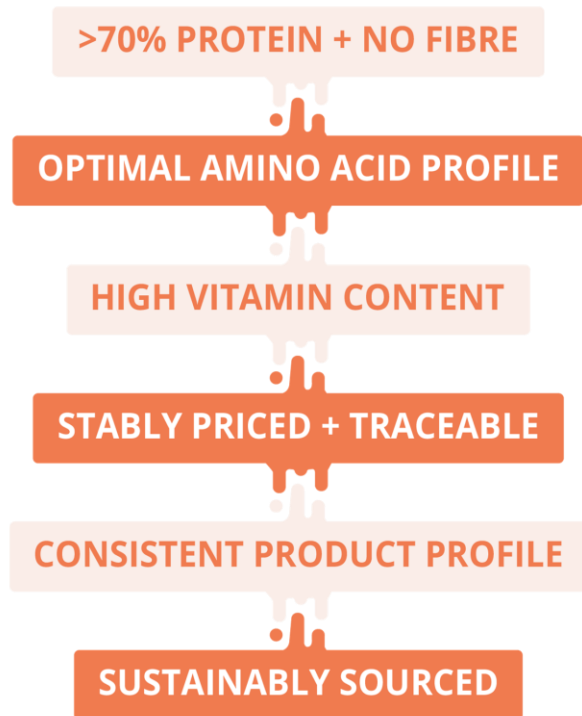 >70% PROTEIN + NO FIBRE
OPTIMAL AMINO ACID PROFILE
HIGH VITAMIN CONTENT
STABLY PRICED + TRACEABLE
CONSISTENT PRODUCT PROFILE
SUSTAINABLY SOURCED